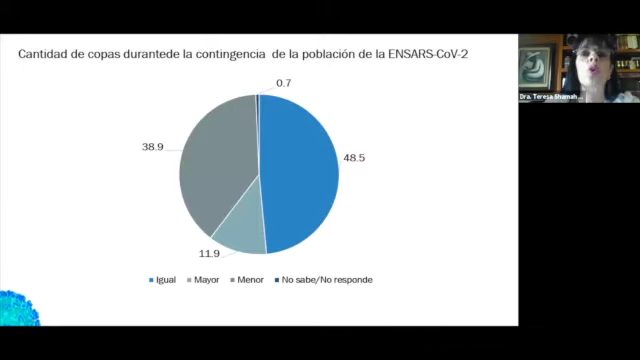 Cantidad de copas durantede la contingencia de la población de la ENSARS-CoV-2
0.7
38.9
48.5
11.9
Igual Mayor Menor No sabe/No responde
Dra. Teresa Shamah